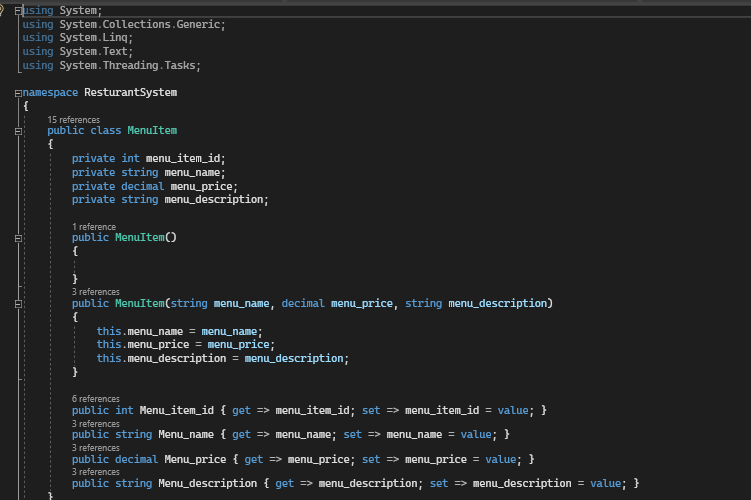 using System;
using System.Collections.Generic;
using System.Linq;
using System.Text;
using System.Threading.Tasks;
namespace ResturantSystem
{
15 references
public class MenuItem
{
private int menu_item_id;
private string menu_name;
private decimal menu_price;
private string menu_description;
1 reference
public MenuItem()
{
}
3 references
public MenuItem(string menu_name, decimal menu_price, string menu_description)
{
this.menu_name = menu_name;
this.menu_price = menu_price;
this.menu_description = menu_description;
}
6 references
public int Menu_item_id { get => menu_item_id; set => menu_item_id = value; }
3 references
public string Menu_name { get => menu_name; set => menu_name = value; }
3 references
public decimal Menu_price { get => menu_price; set => menu_price = value; }
3 references
public string Menu_description { get => menu_description; set => menu_description = value; }
}